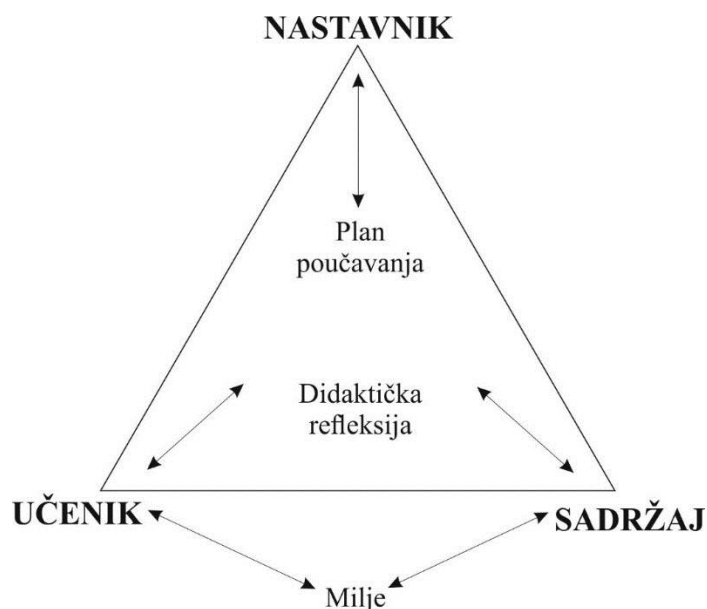 NASTAVNIK
Plan
poučavanja
Didaktička
refleksija
UČENIK
SADRŽAJ
Milje